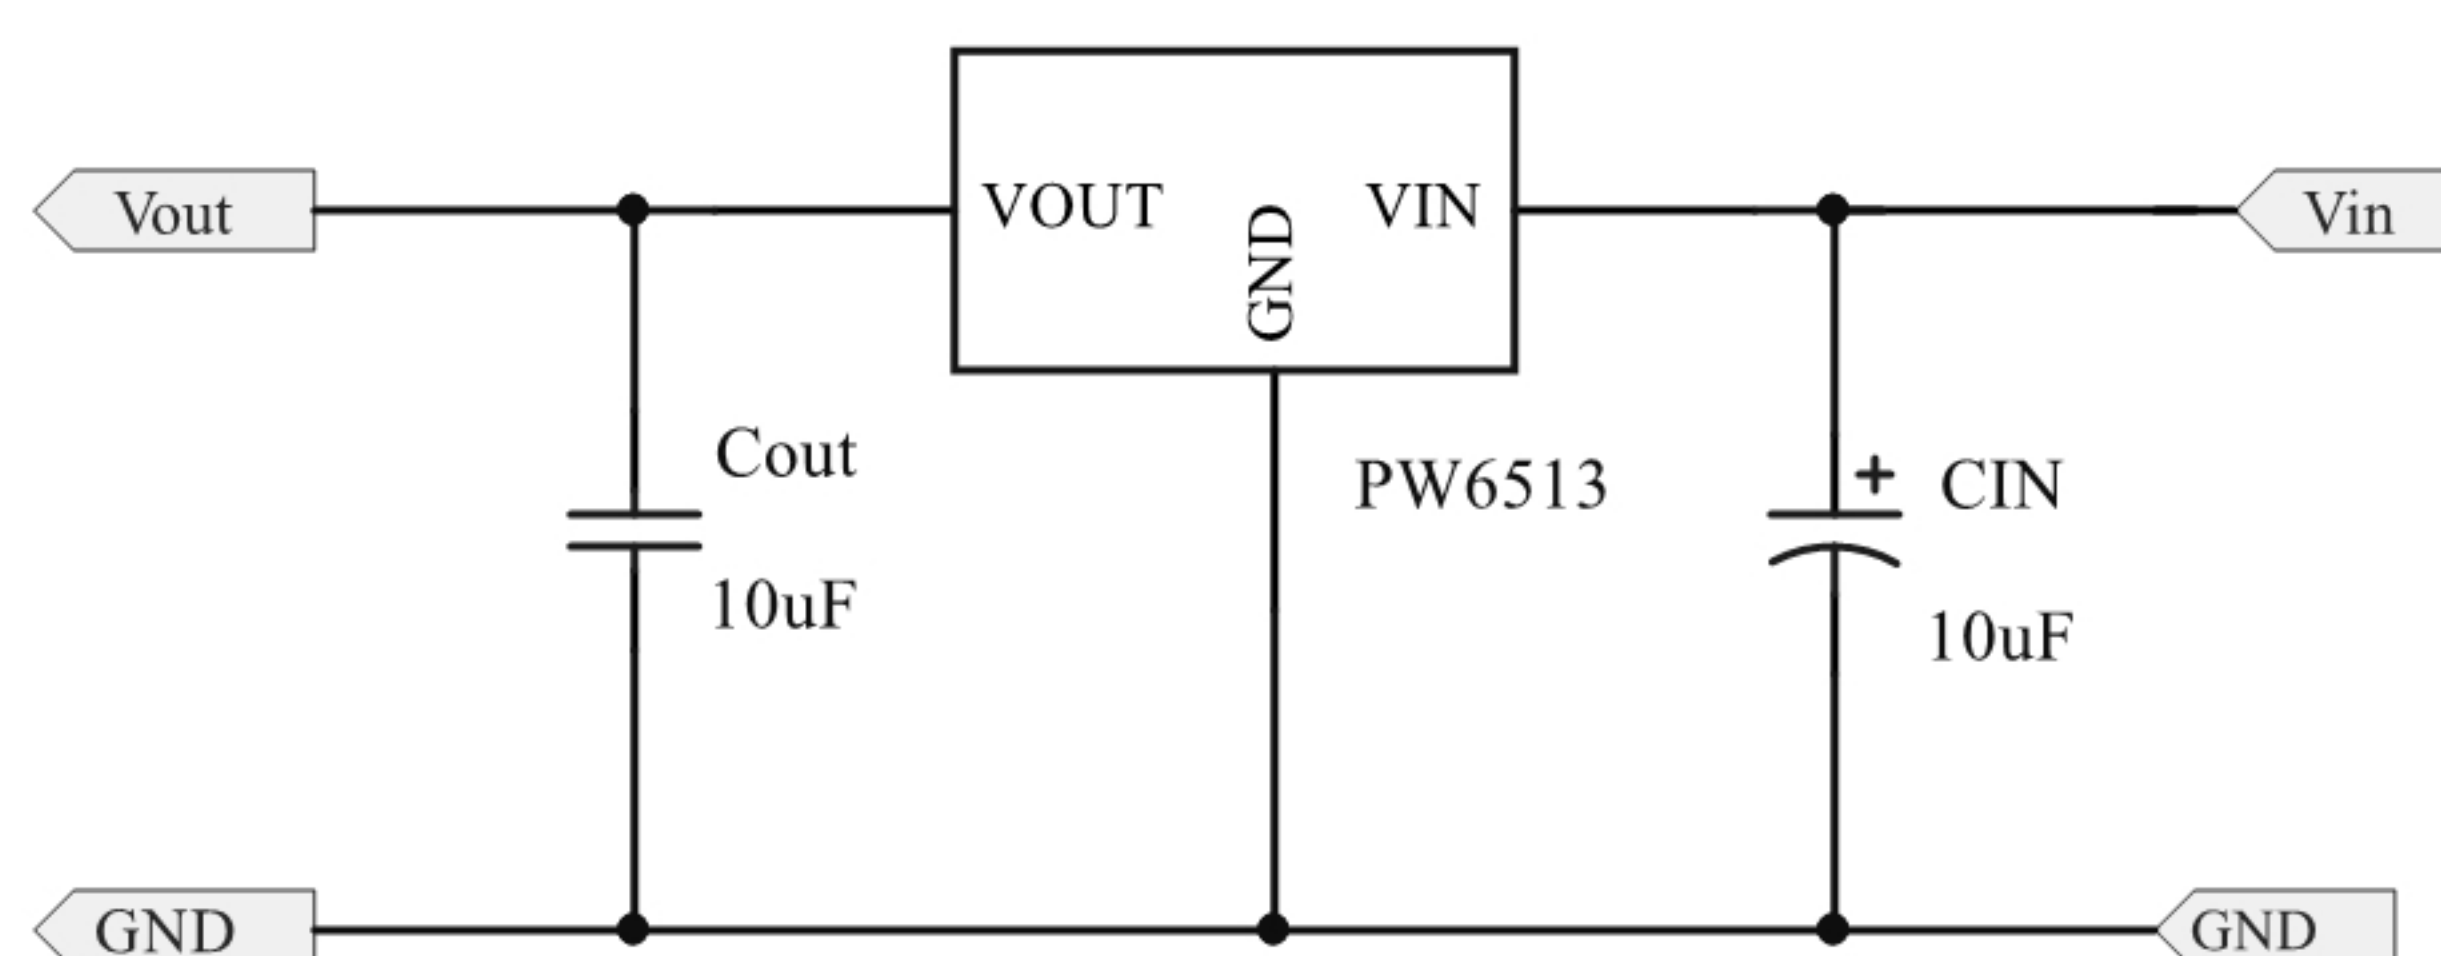 Vout
VOUT
GND
VIN
Vin
Cout
10uF
PW6513
+ CIN
10uF
GND
GND